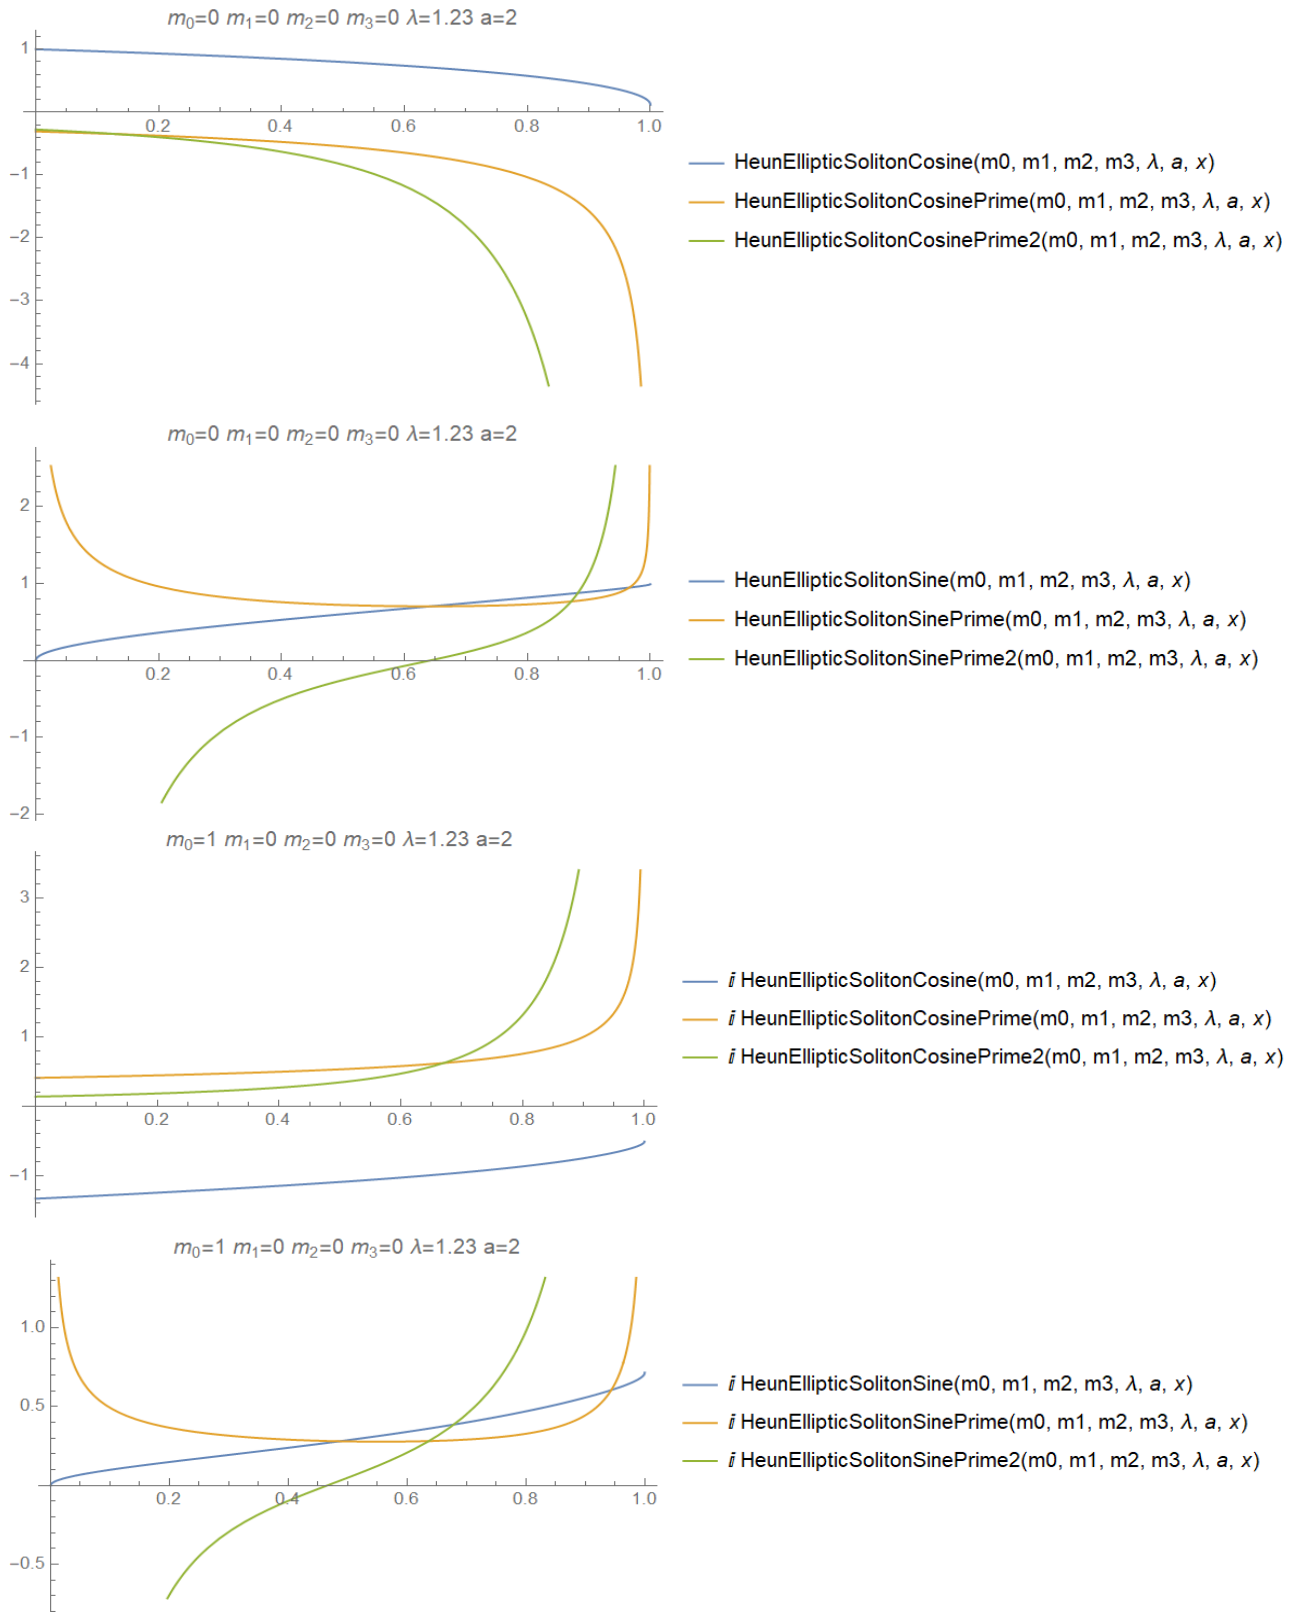 m₀=0 m₁=0 m₂=0 m₃=0 λ=1.23 a=2
1
0.2 0.4 0.6 0.8 1.0
−1
−2
−3
−4
HeunEllipticSolitonCosine(m0, m1, m2, m3, λ, a, x)
HeunEllipticSolitonCosinePrime(m0, m1, m2, m3, λ, a, x)
HeunEllipticSolitonCosinePrime2(m0, m1, m2, m3, λ, a, x)
m₀=0 m₁=0 m₂=0 m₃=0 λ=1.23 a=2
2
1
0.2 0.4 0.6 0.8 1.0
−1
−2
HeunEllipticSolitonSine(m0, m1, m2, m3, λ, a, x)
HeunEllipticSolitonSinePrime(m0, m1, m2, m3, λ, a, x)
HeunEllipticSolitonSinePrime2(m0, m1, m2, m3, λ, a, x)
m₀=1 m₁=0 m₂=0 m₃=0 λ=1.23 a=2
3
2
1
0.2 0.4 0.6 0.8 1.0
−1
ⅈ HeunEllipticSolitonCosine(m0, m1, m2, m3, λ, a, x)
ⅈ HeunEllipticSolitonCosinePrime(m0, m1, m2, m3, λ, a, x)
ⅈ HeunEllipticSolitonCosinePrime2(m0, m1, m2, m3, λ, a, x)
m₀=1 m₁=0 m₂=0 m₃=0 λ=1.23 a=2
1.0
0.5
0.2 0.4 0.6 0.8 1.0
−0.5
ⅈ HeunEllipticSolitonSine(m0, m1, m2, m3, λ, a, x)
ⅈ HeunEllipticSolitonSinePrime(m0, m1, m2, m3, λ, a, x)
ⅈ HeunEllipticSolitonSinePrime2(m0, m1, m2, m3, λ, a, x)